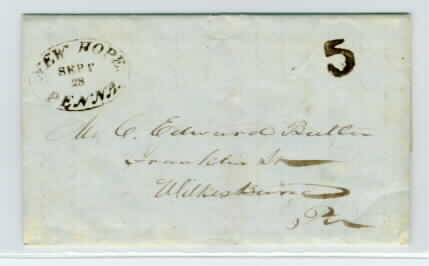 NEW HOPE.
SEPT
28
PENNA.
5
Mr. C. Edward Butler
Franklin St
Wilkesbarre
Pa